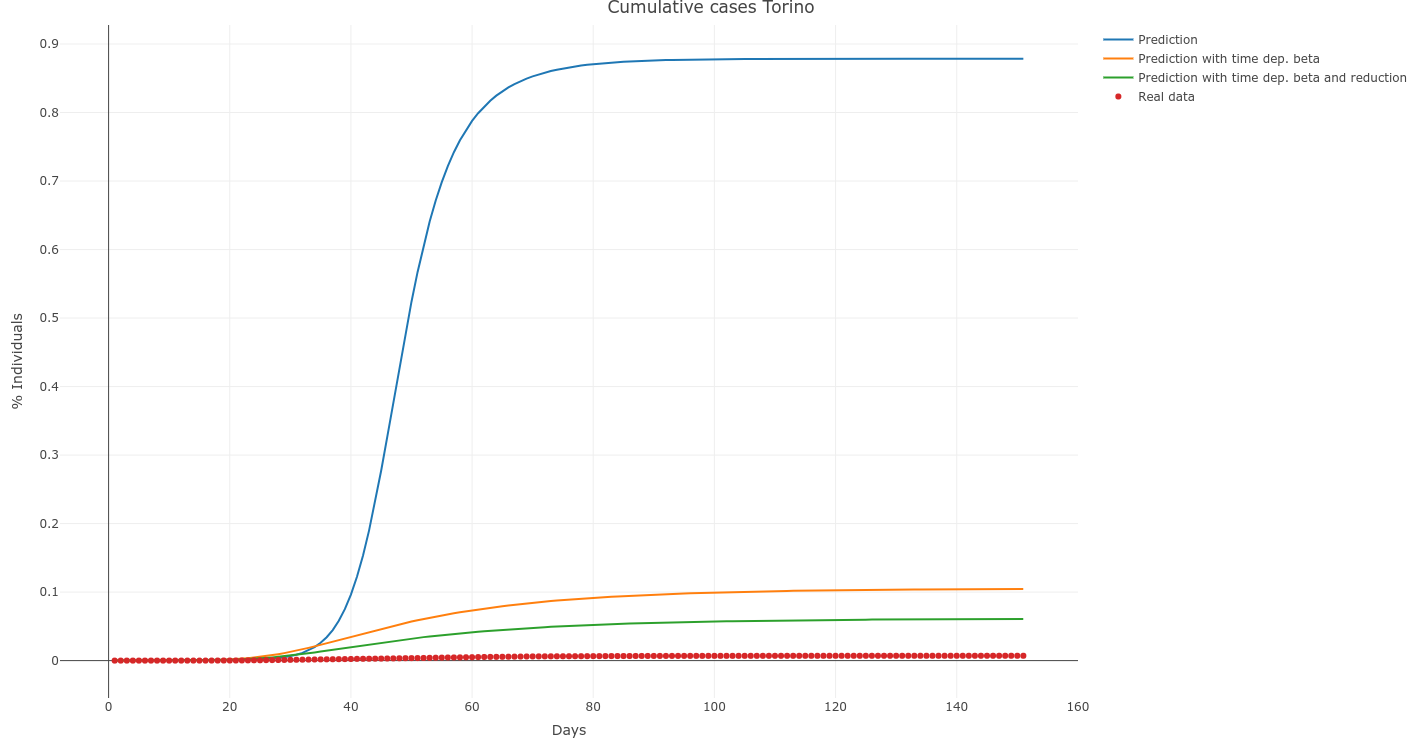 Cumulative cases Torino
Prediction
Prediction with time dep. beta
Prediction with time dep. beta and reduction
Real data
% Individuals
0.9
0.8
0.7
0.6
0.5
0.4
0.3
0.2
0.1
0
0 20 40 60 80 100 120 140 160
Days